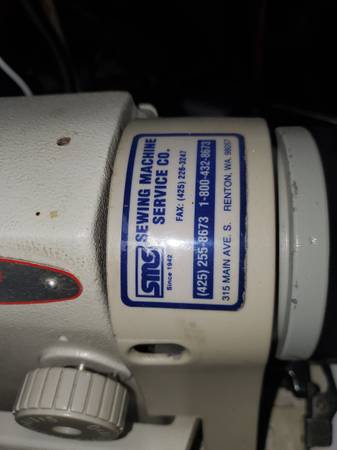 SMS
Since 1942
SEWING MACHINE
SERVICE CO.
FAX: (425) 226-3247
(425) 255-8673 1-800-432-8673
315 MAIN AVE. S. RENTON, WA 98057